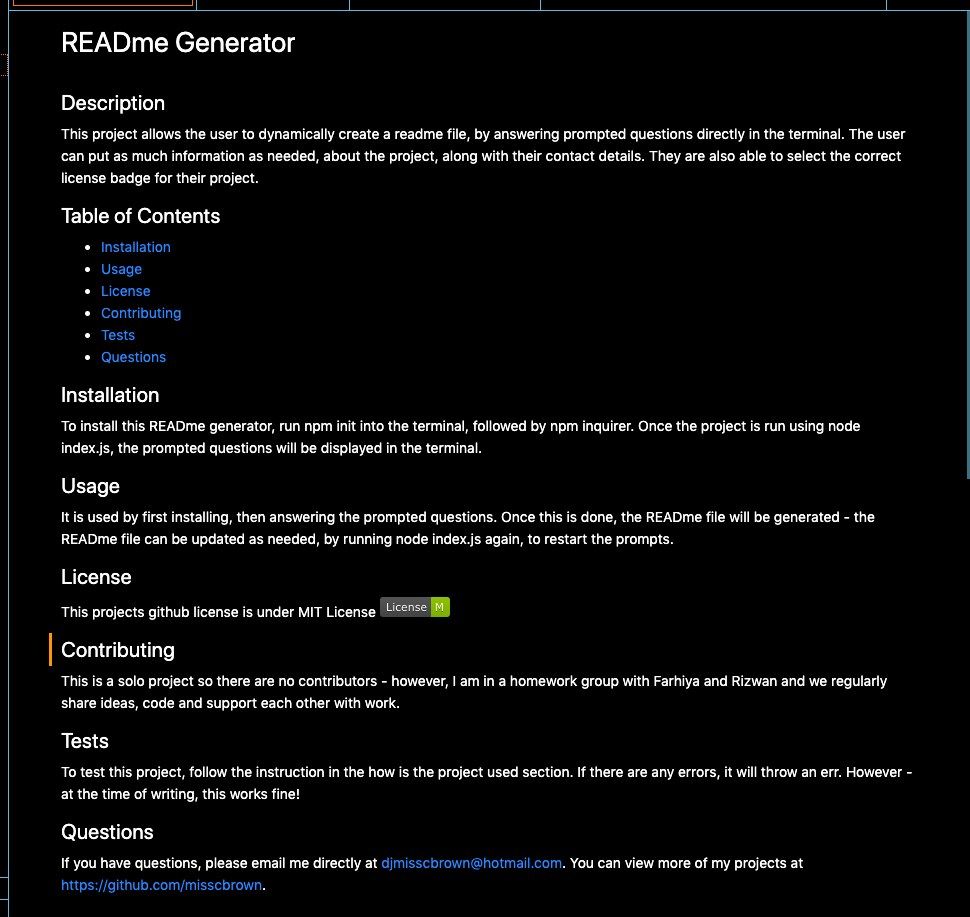 READme Generator
Description
This project allows the user to dynamically create a readme file, by answering prompted questions directly in the terminal. The user
can put as much information as needed, about the project, along with their contact details. They are also able to select the correct
license badge for their project.
Table of Contents
Installation
Usage
License
Contributing
Tests
Questions
Installation
To install this READme generator, run npm init into the terminal, followed by npm inquirer. Once the project is run using node
index.js, the prompted questions will be displayed in the terminal.
Usage
It is used by first installing, then answering the prompted questions. Once this is done, the READme file will be generated - the
READme file can be updated as needed, by running node index.js again, to restart the prompts.
License
This projects github license is under MIT License License M
Contributing
This is a solo project so there are no contributors - however, I am in a homework group with Farhiya and Rizwan and we regularly
share ideas, code and support each other with work.
Tests
To test this project, follow the instruction in the how is the project used section. If there are any errors, it will throw an err. However -
at the time of writing, this works fine!
Questions
If you have questions, please email me directly at djmisscbrown@hotmail.com. You can view more of my projects at
https://github.com/misscbrown.